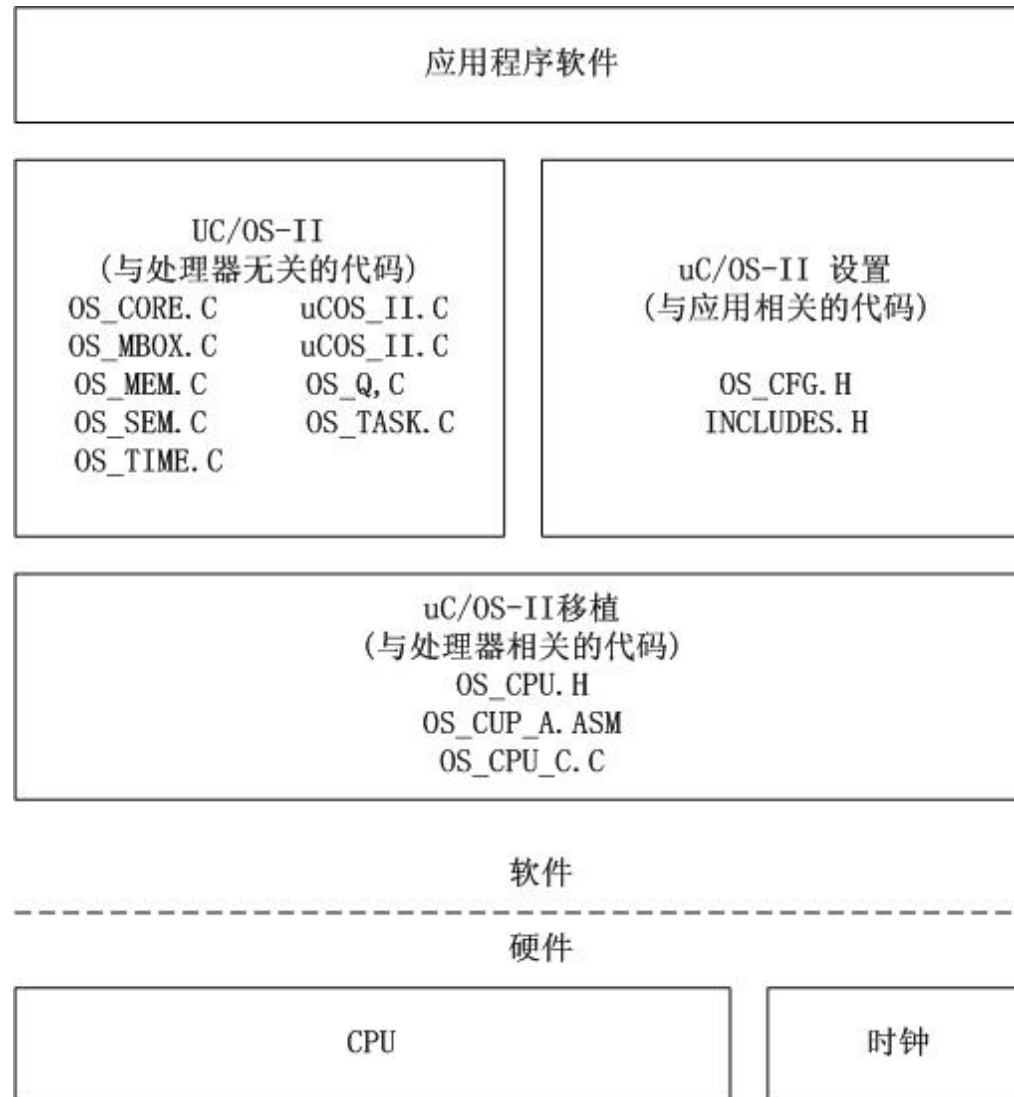 应用程序软件
UC/OS-II
(与处理器无关的代码)
OS_CORE.C uCOS_II.C
OS_MBOX.C uCOS_II.C
OS_MEM.C OS_Q,C
OS_SEM.C OS_TASK.C
OS_TIME.C
uC/OS-II 设置
(与应用相关的代码)
OS_CFG.H
INCLUDES.H
uC/OS-II移植
(与处理器相关的代码)
OS_CPU.H
OS_CUP_A.ASM
OS_CPU_C.C
软件
硬件
CPU
时钟